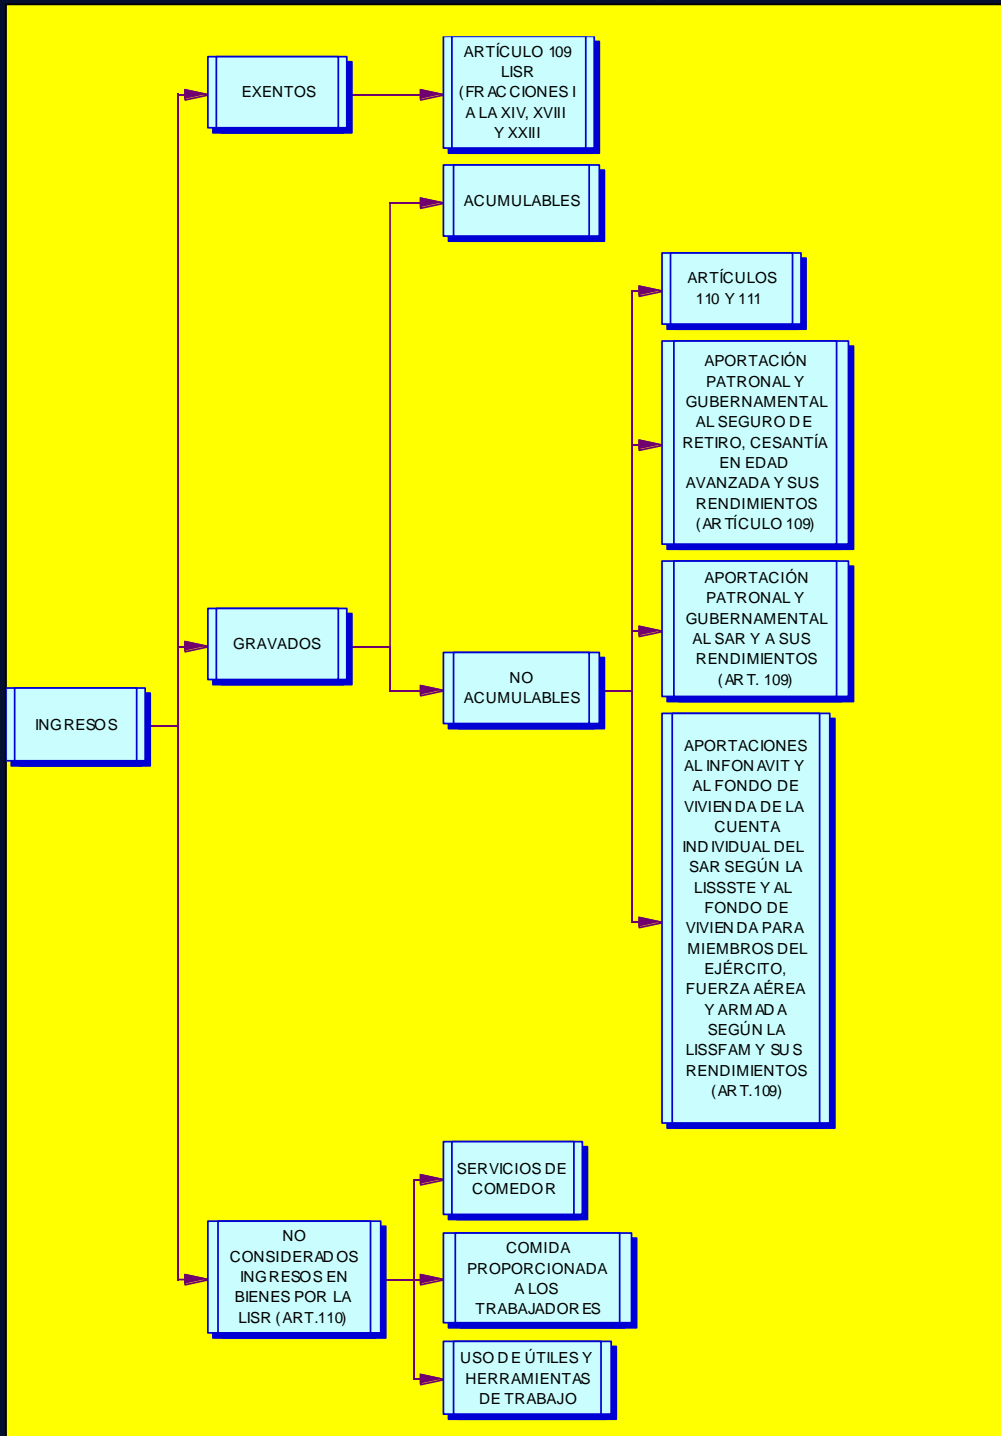 INGRESOS
EXENTOS
ARTÍCULO 109
LISR
(FRACCIONES I
A LA XIV, XVIII
Y XXIII
GRAVADOS
ACUMULABLES
NO
ACUMULABLES
ARTÍCULOS
110 Y 111
APORTACIÓN
PATRONAL Y
GUBERNAMENTAL
AL SEGURO DE
RETIRO, CESANTÍA
EN EDAD
AVANZADA Y SUS
RENDIMIENTOS
(ARTÍCULO 109)
APORTACIÓN
PATRONAL Y
GUBERNAMENTAL
AL SAR Y A SUS
RENDIMIENTOS
(ART. 109)
APORTACIONES
AL INFONAVIT Y
AL FONDO DE
VIVIENDA DE LA
CUENTA
INDIVIDUAL DEL
SAR SEGÚN LA
LISSSTE Y AL
FONDO DE
VIVIENDA PARA
MIEMBROS DEL
EJÉRCITO,
FUERZA AÉREA
Y ARMADA
SEGÚN LA
LISSFAM Y SUS
RENDIMIENTOS
(ART.109)
NO
CONSIDERADOS
INGRESOS EN
BIENES POR LA
LISR (ART.110)
SERVICIOS DE
COMEDOR
COMIDA
PROPORCIONADA
A LOS
TRABAJADORES
USO DE ÚTILES Y
HERRAMIENTAS
DE TRABAJO